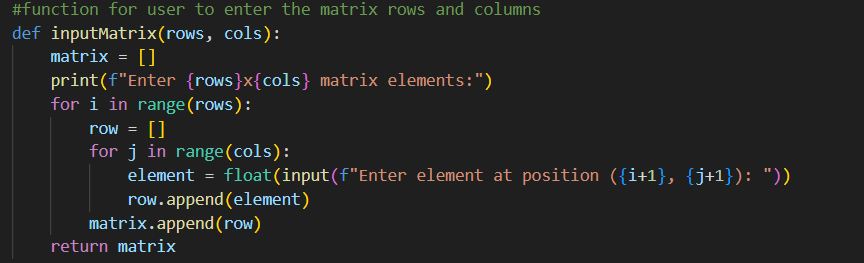 #function for user to enter the matrix rows and columns
def inputMatrix(rows, cols):
    matrix = []
    print(f"Enter {rows}x{cols} matrix elements:")
    for i in range(rows):
        row = []
        for j in range(cols):
            element = float(input(f"Enter element at position ({i+1}, {j+1}): "))
            row.append(element)
        matrix.append(row)
    return matrix